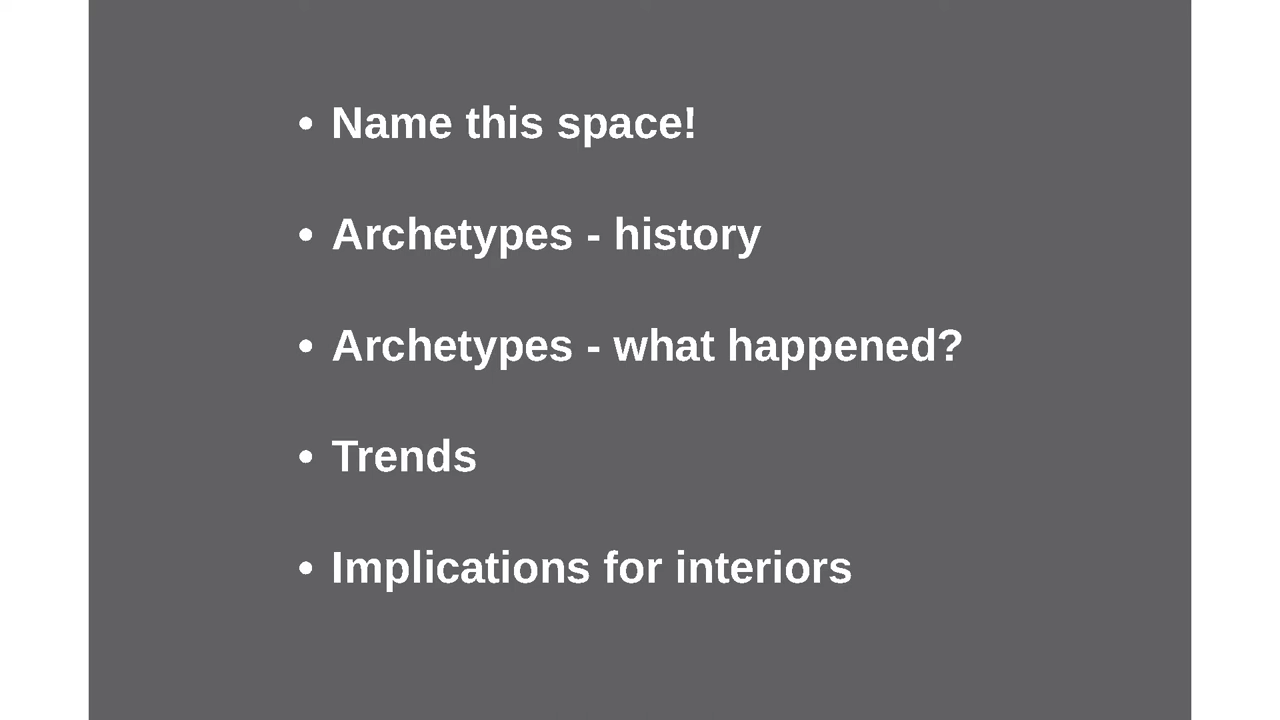 • Name this space!
• Archetypes - history
• Archetypes - what happened?
• Trends
• Implications for interiors